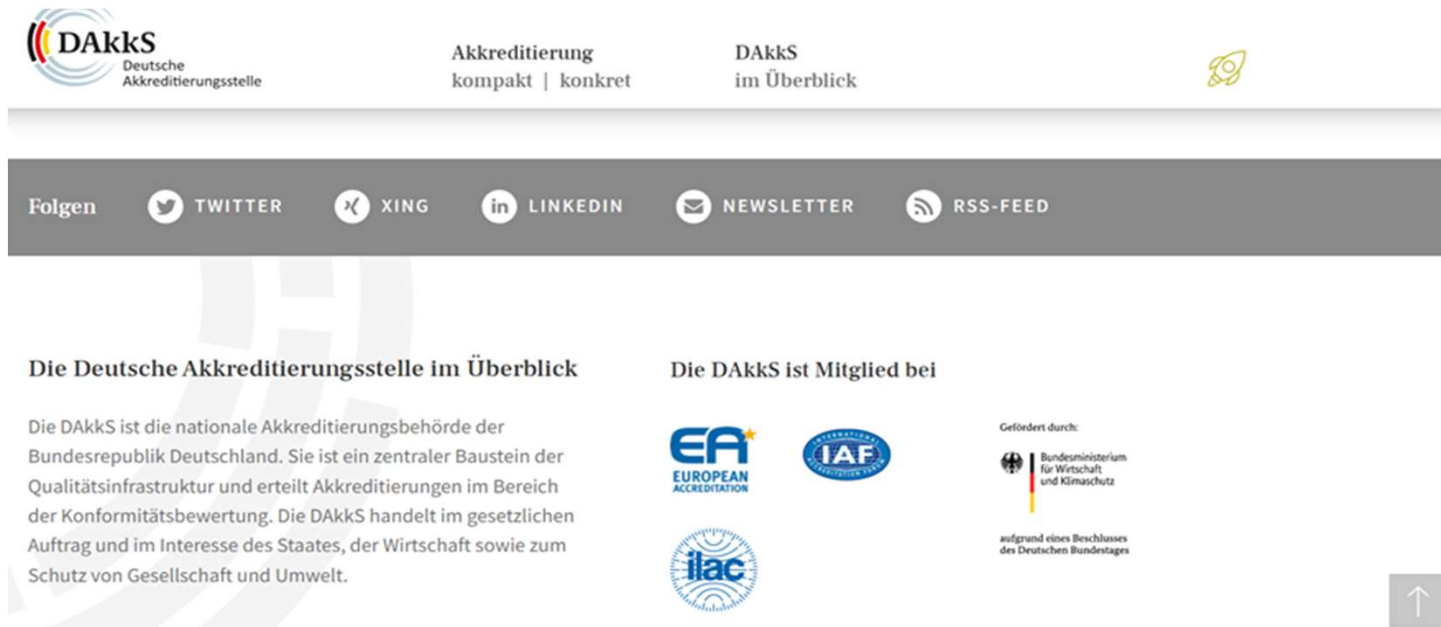 DAkkS
Deutsche
Akkreditierungsstelle
Akkreditierung
kompakt | konkret
DAkkS
im Überblick
Folgen
TWITTER
XING
in LINKEDIN
NEWSLETTER
RSS-FEED
Die Deutsche Akkreditierungsstelle im Überblick
Die DAkkS ist die nationale Akkreditierungsbehörde der
Bundesrepublik Deutschland. Sie ist ein zentraler Baustein der
Qualitätsinfrastruktur und erteilt Akkreditierungen im Bereich
der Konformitätsbewertung. Die DAkkS handelt im gesetzlichen
Auftrag und im Interesse des Staates, der Wirtschaft sowie zum
Schutz von Gesellschaft und Umwelt.
Die DAkkS ist Mitglied bei
EA
EUROPEAN
ACCREDITATION
INTERNATIONAL
IAF
ACCREDITATION FORUM
ilac
Gefördert durch:
Bundesministerium
für Wirtschaft
und Klimaschutz
aufgrund eines Beschlusses
des Deutschen Bundestages